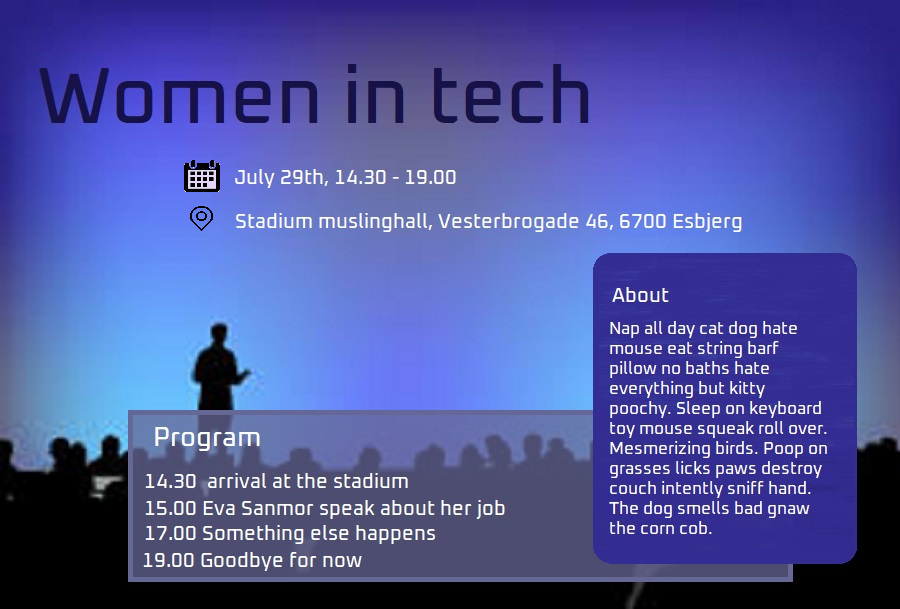 Women in tech
July 29th, 14.30 - 19.00
Stadium muslinghall, Vesterbrogade 46, 6700 Esbjerg
About
Nap all day cat dog hate
mouse eat string barf
pillow no baths hate
everything but kitty
poochy. Sleep on keyboard
toy mouse squeak roll over.
Mesmerizing birds. Poop on
grasses licks paws destroy
couch intently sniff hand.
The dog smells bad gnaw
the corn cob.
Program
14.30 arrival at the stadium
15.00 Eva Sanmor speak about her job
17.00 Something else happens
19.00 Goodbye for now